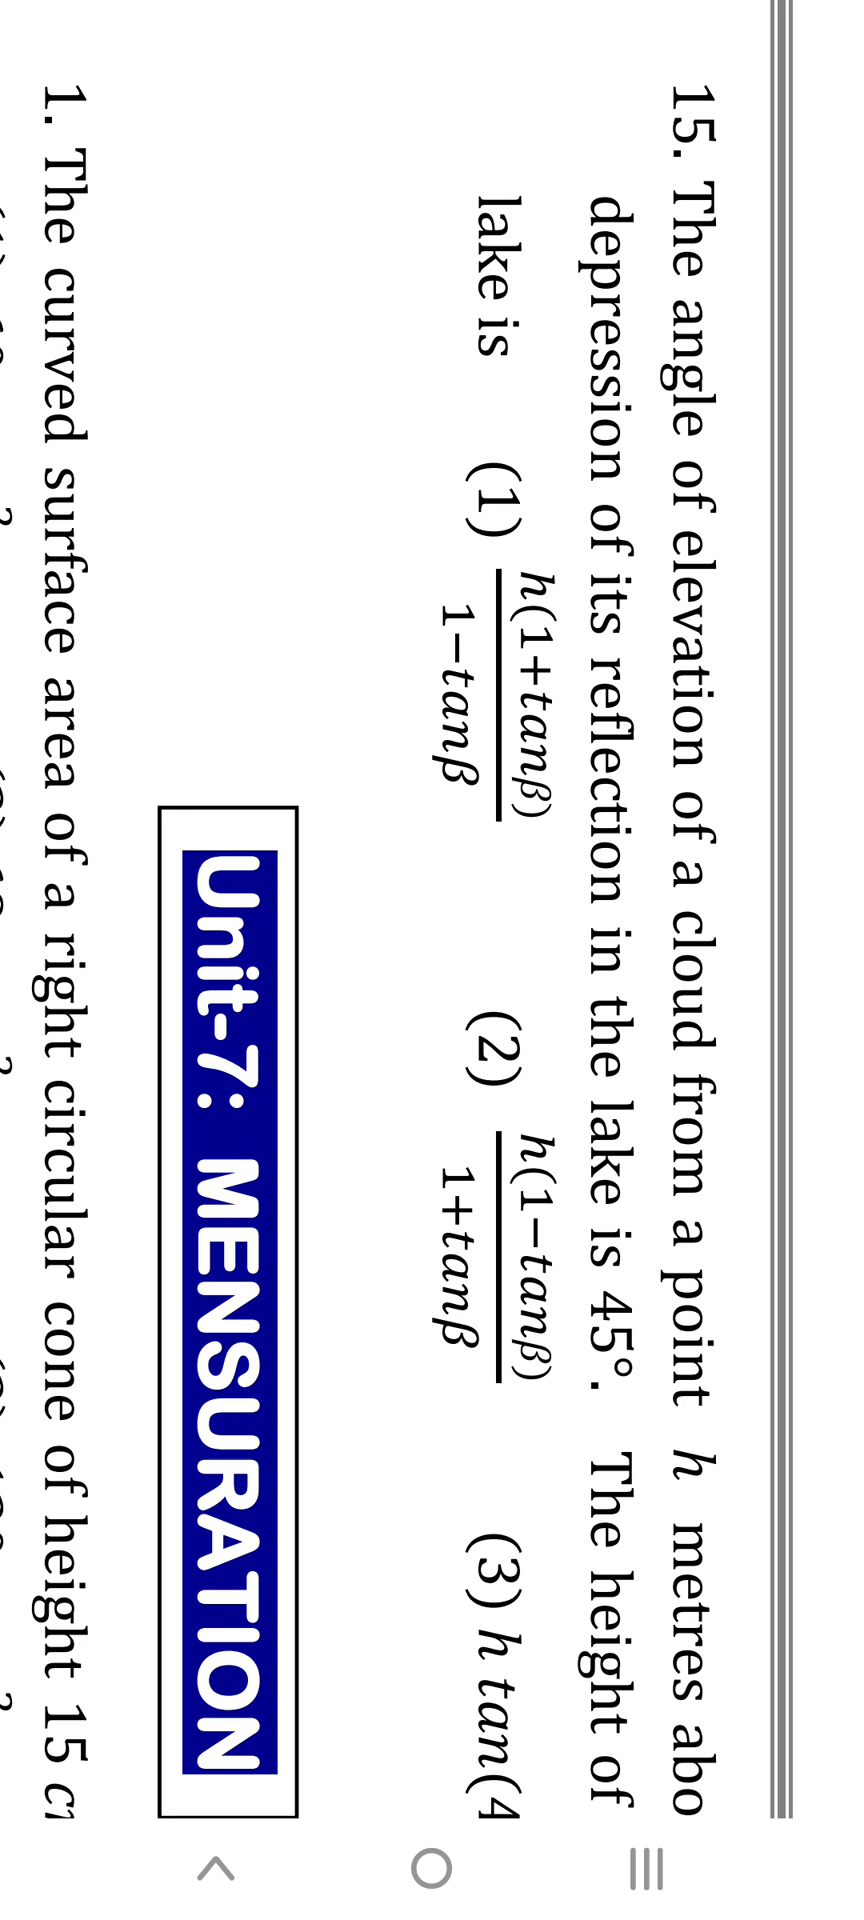 15. The angle of elevation of a cloud from a point h metres abo
depression of its reflection in the lake is 45°. The height of
lake is (1) h(1+tanβ)/1−tanβ (2) h(1−tanβ)/1+tanβ (3) h tan(4
Unit-7: MENSURATION
1. The curved surface area of a right circular cone of height 15